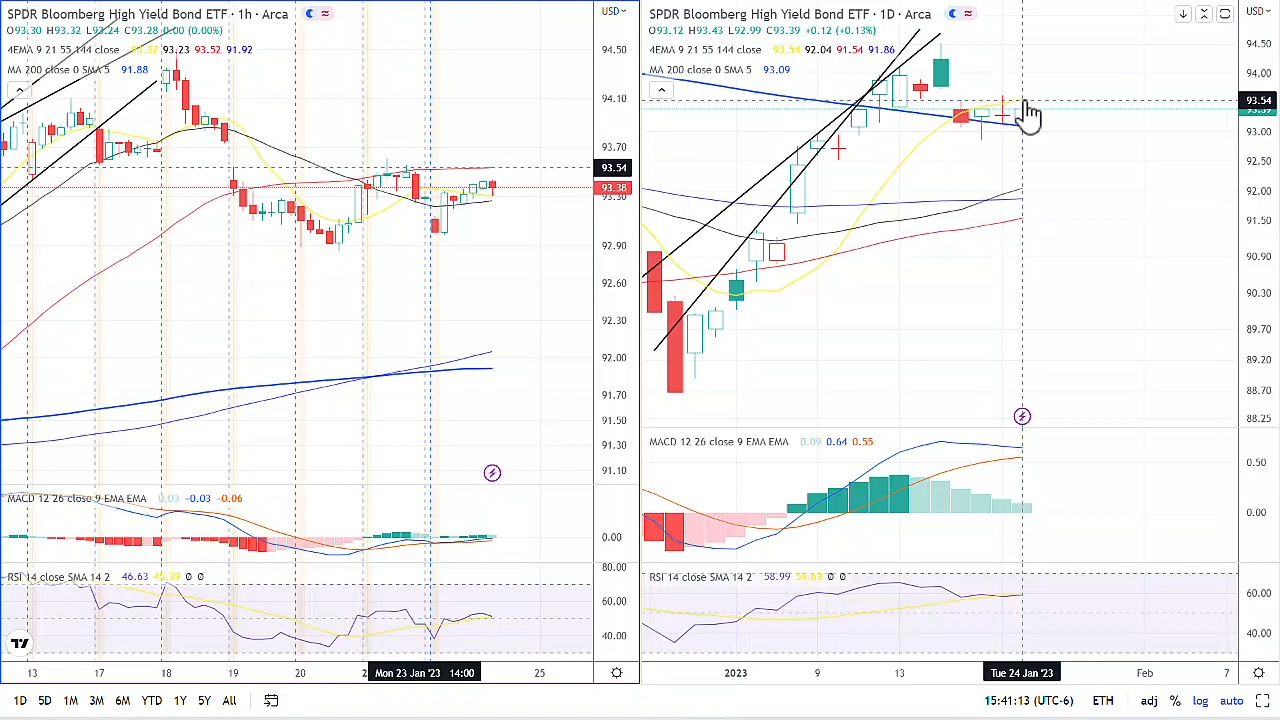 SPDR Bloomberg High Yield Bond ETF · 1h · Arca
O93.30 H93.32 L93.24 C93.28 0.00 (0.00%)
4EMA 9 21 55 144 close 93.23 93.52 91.92
MA 200 close 0 SMA 5 91.88
USD
94.50
94.10
93.70
93.54
93.38
93.30
92.90
92.60
92.30
92.00
91.70
91.50
91.30
91.10
MACD 12 26 close 9 EMA EMA 0.03 −0.03 −0.06
0.00
RSI 14 close SMA 14 2 46.63 45.39 0 0
80.00
60.00
40.00
13 17 18 19 20 2 Mon 23 Jan '23 14:00 25
SPDR Bloomberg High Yield Bond ETF · 1D · Arca
O93.12 H93.43 L92.99 C93.39 +0.12 (+0.13%)
4EMA 9 21 55 144 close 93.54 92.04 91.54 91.86
MA 200 close 0 SMA 5 93.09
USD
94.50
94.00
93.54
93.00
92.50
92.00
91.50
90.90
90.30
89.70
89.20
88.70
88.25
MACD 12 26 close 9 EMA EMA 0.09 0.64 0.55
0.50
0.00
RSI 14 close SMA 14 2 58.99 59.63 0 0
60.00
40.00
2023 9 13 Tue 24 Jan '23 Feb 7
1D 5D 1M 3M 6M YTD 1Y 5Y All
15:41:13 (UTC-6) ETH adj % log auto